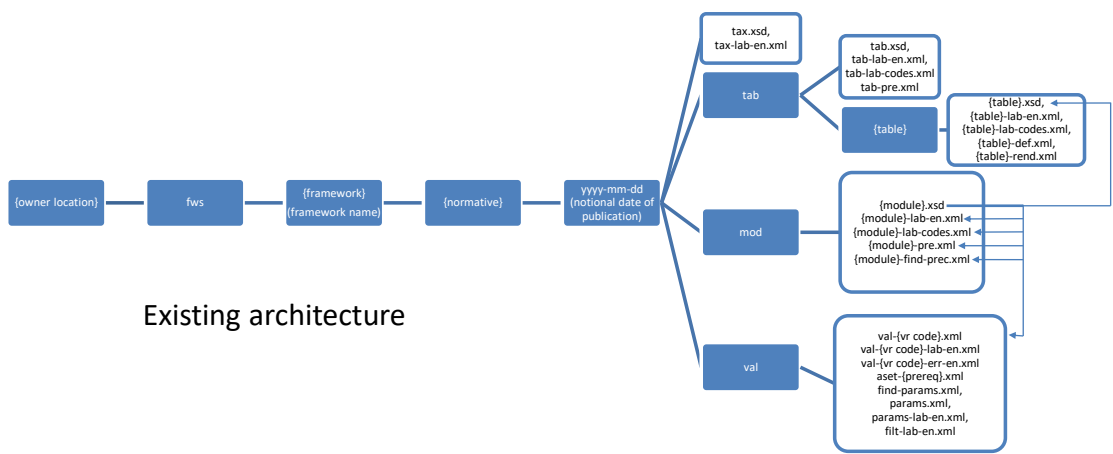 tax.xsd,
tax-lab-en.xml
tab.xsd,
tab-lab-en.xml,
tab-lab-codes.xml
tab-pre.xml
tab
{table}
{table}.xsd,
{table}-lab-en.xml,
{table}-lab-codes.xml,
{table}-def.xml,
{table}-rend.xml
{owner location}
fws
{framework}
(framework name)
{normative}
yyyy-mm-dd
(notional date of
publication)
mod
{module}.xsd
{module}-lab-en.xml
{module}-lab-codes.xml
{module}-pre.xml
{module}-find-prec.xml
Existing architecture
val
val-{vr code}.xml
val-{vr code}-lab-en.xml
val-{vr code}-err-en.xml
aset-{prereq}.xml
find-params.xml,
params.xml,
params-lab-en.xml,
filt-lab-en.xml